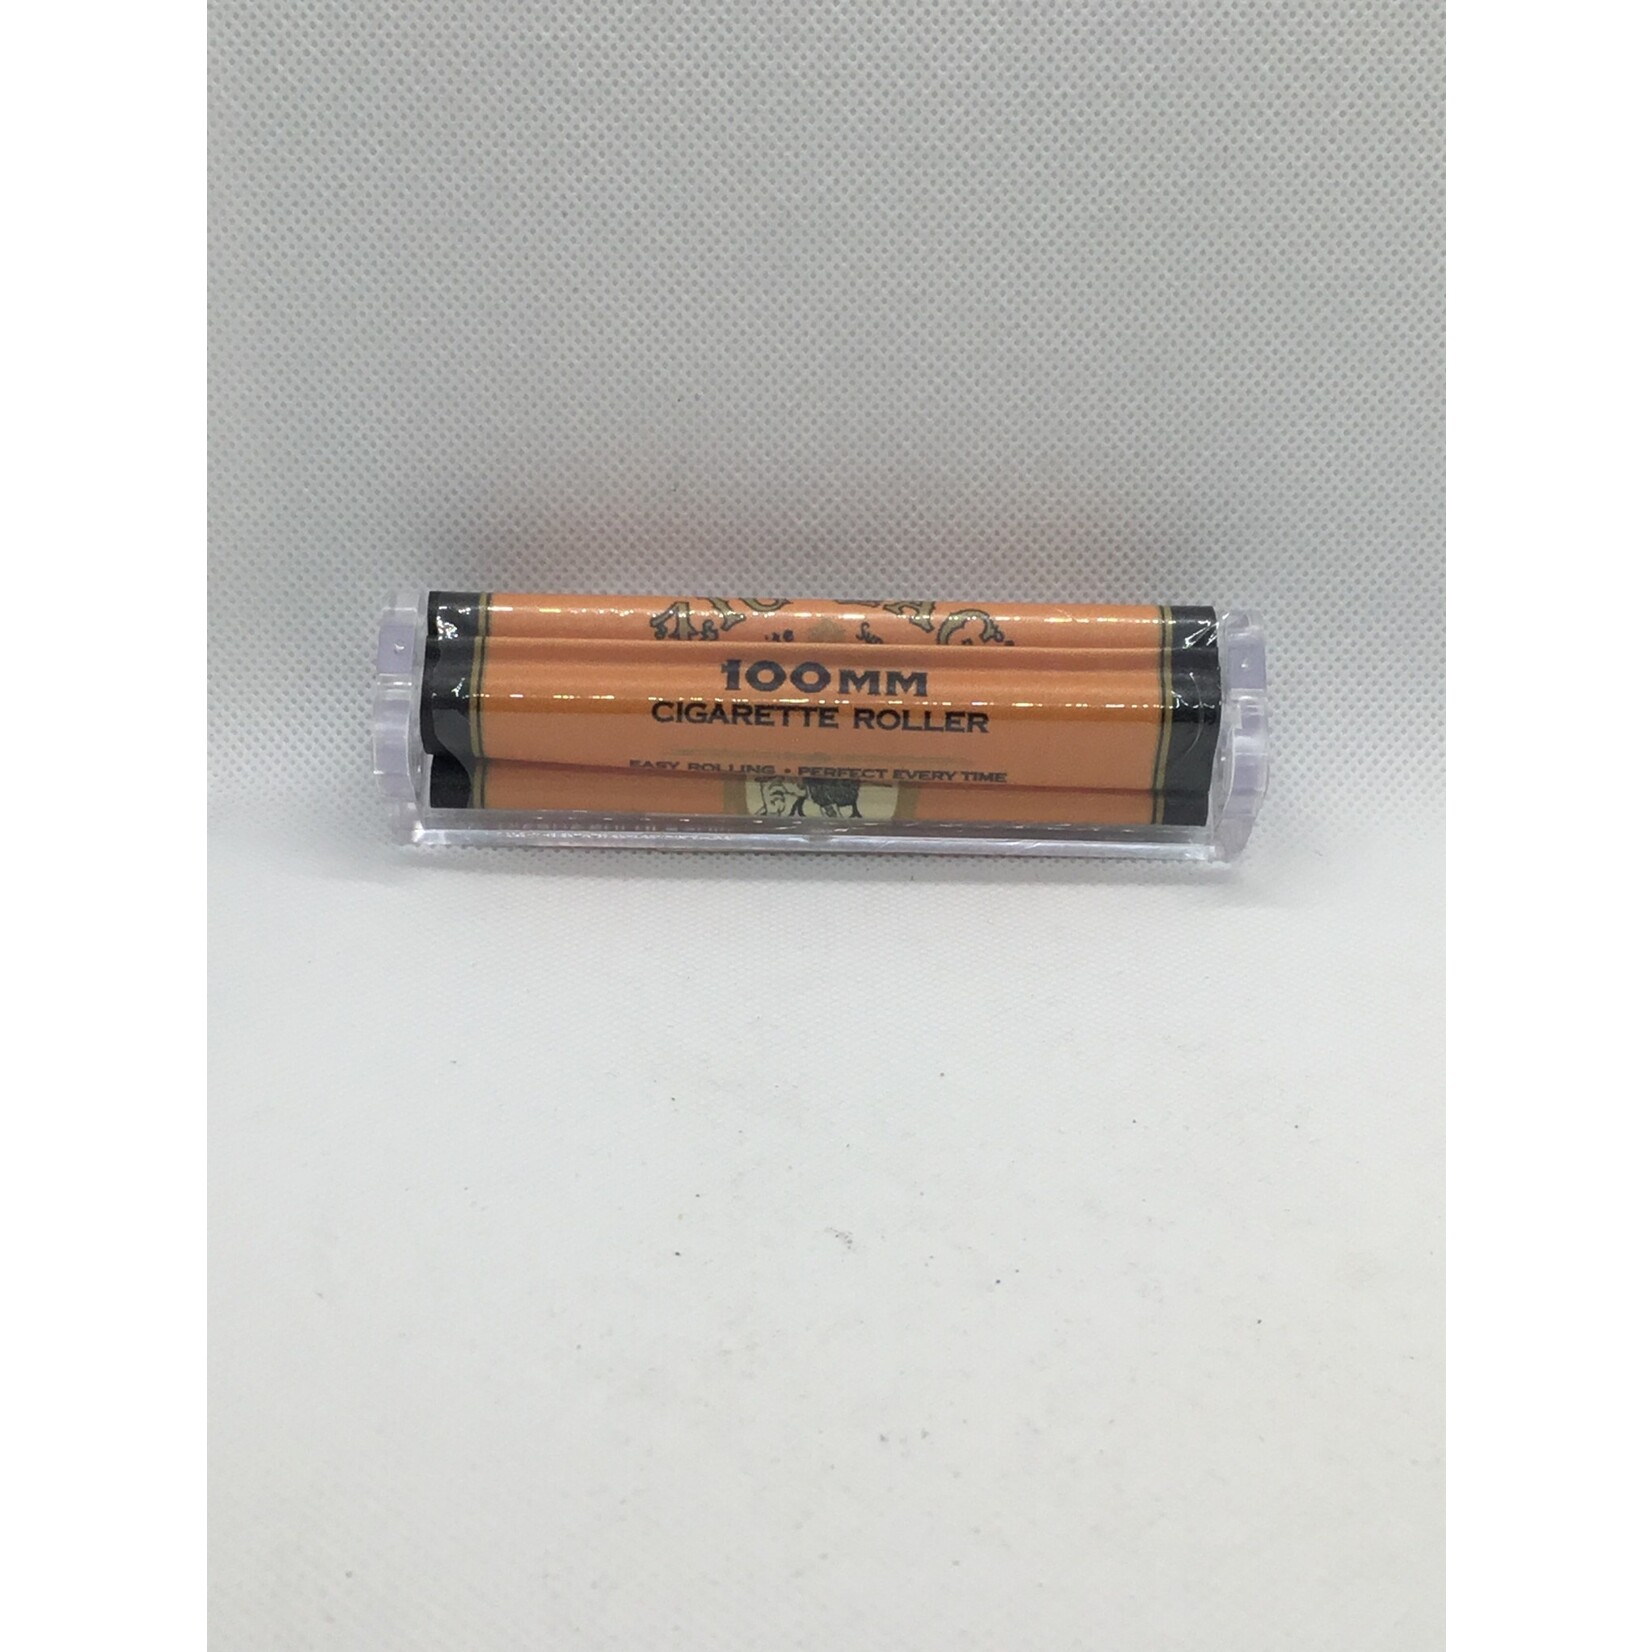 100MM
CIGARETTE ROLLER
EASY ROLLING • PERFECT EVERY TIME